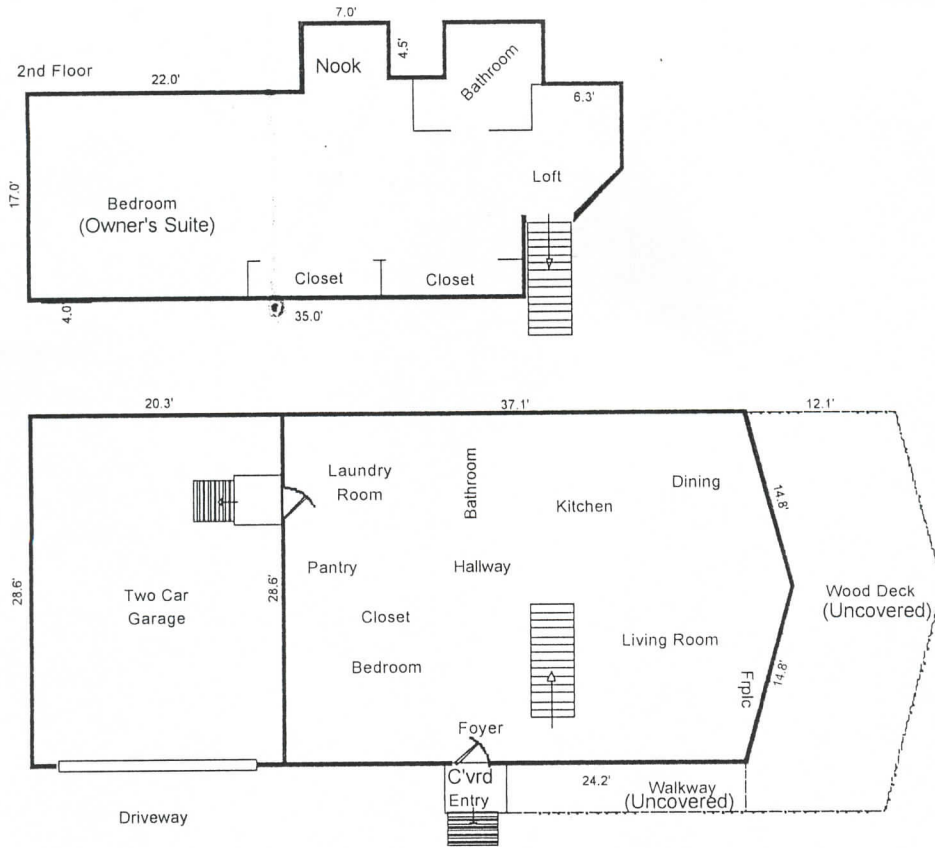 7.0'
4.5'
2nd Floor
22.0'
Nook
Bathroom
6.3'
17.0'
Loft
Bedroom
(Owner's Suite)
Closet
Closet
4.0'
35.0'
20.3'
37.1'
12.1'
Laundry
Room
Bathroom
Kitchen
Dining
14.8'
28.6'
28.6'
Pantry
Hallway
Two Car
Garage
Wood Deck
(Uncovered)
Closet
Living Room
Bedroom
14.8'
Frplc
Foyer
C'vrd
Entry
24.2'
Walkway
(Uncovered)
Driveway